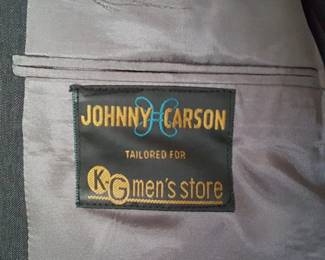 JOHNNY CARSON
TAILORED FOR
K-G men's store